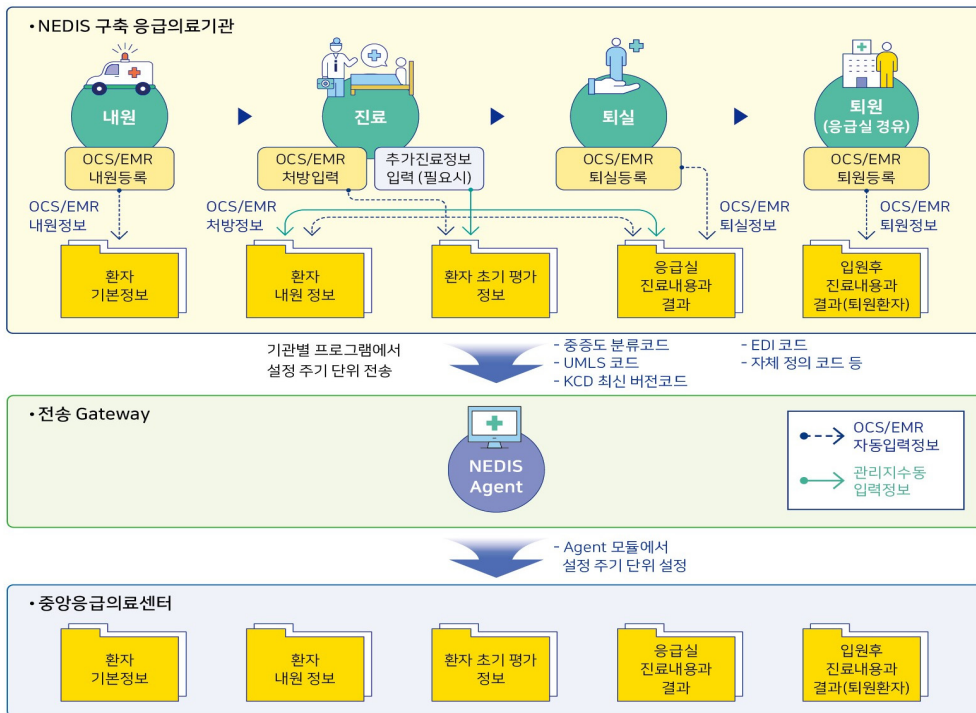 • NEDIS 구축 응급의료기관
내원
진료
퇴실
퇴원
(응급실 경유)
OCS/EMR
내원등록
OCS/EMR
처방입력
추가진료정보
입력 (필요시)
OCS/EMR
퇴실등록
OCS/EMR
퇴원등록
OCS/EMR
내원정보
OCS/EMR
처방정보
OCS/EMR
퇴실정보
OCS/EMR
퇴원정보
환자
기본정보
환자
내원 정보
환자 초기 평가
정보
응급실
진료내용과
결과
입원후
진료내용과
결과(퇴원환자)
기관별 프로그램에서
설정 주기 단위 전송
- 중증도 분류코드
- UMLS 코드
- KCD 최신 버전코드
- EDI 코드
- 자체 정의 코드 등
• 전송 Gateway
NEDIS
Agent
OCS/EMR
자동입력정보
관리지수동
입력정보
- Agent 모듈에서
설정 주기 단위 설정
• 중앙응급의료센터
환자
기본정보
환자
내원 정보
환자 초기 평가
정보
응급실
진료내용과
결과
입원후
진료내용과
결과(퇴원환자)